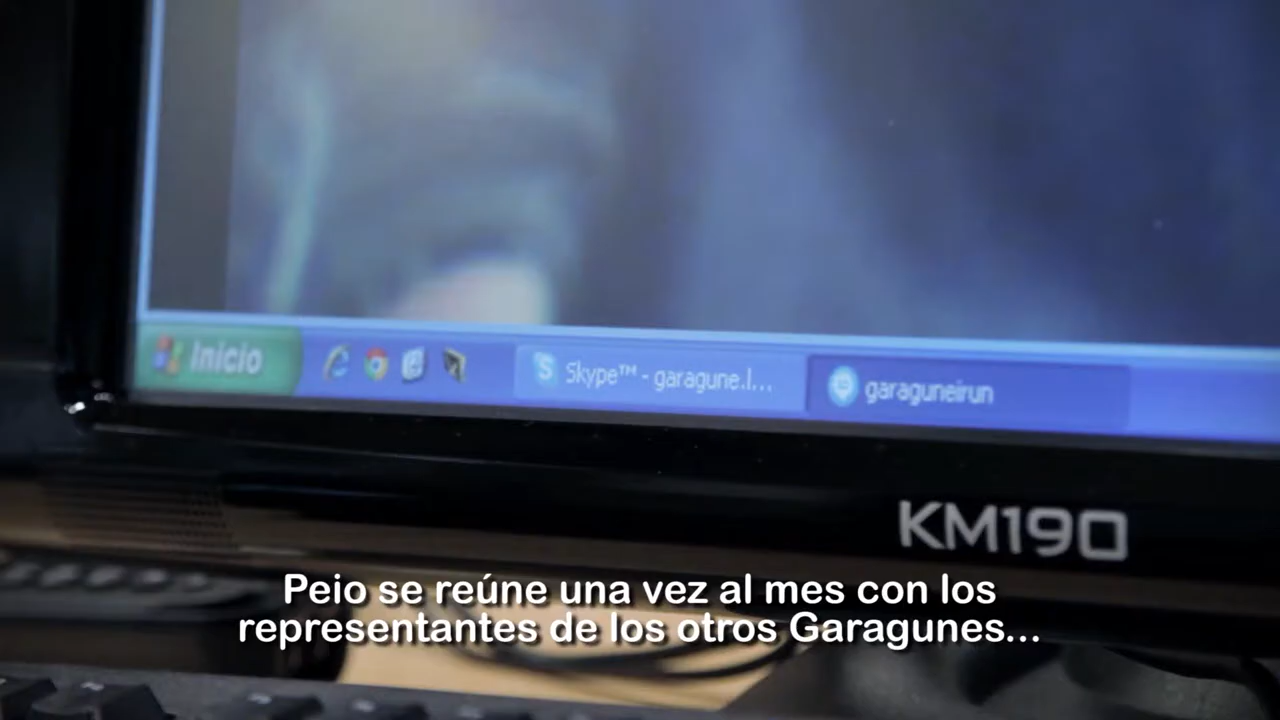 Inicio
Skype™ - garagune.l...
garaguneirun
KM190
Peio se reúne una vez al mes con los
representantes de los otros Garagunes...